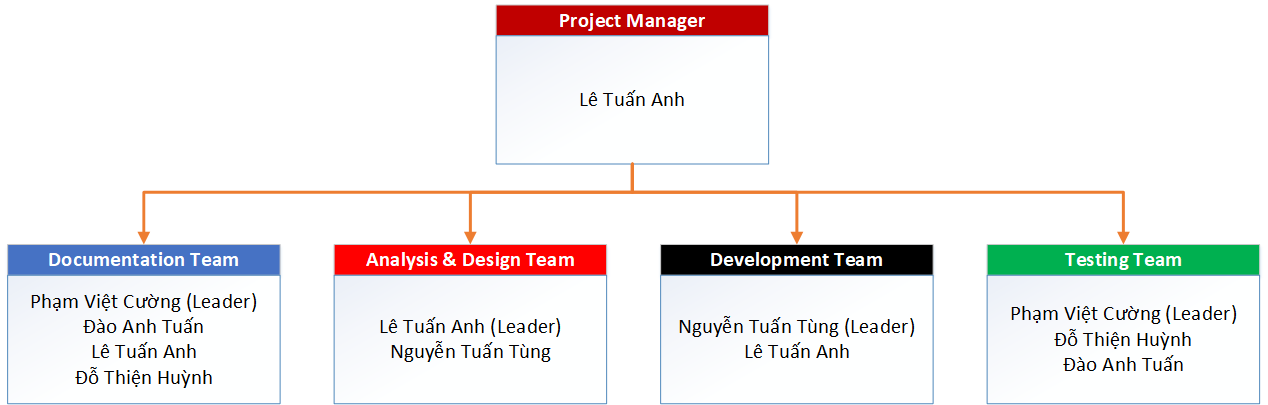 Project Manager
Lê Tuấn Anh
Documentation Team
Phạm Việt Cường (Leader)
Đào Anh Tuấn
Lê Tuấn Anh
Đỗ Thiện Huỳnh
Analysis & Design Team
Lê Tuấn Anh (Leader)
Nguyễn Tuấn Tùng
Development Team
Nguyễn Tuấn Tùng (Leader)
Lê Tuấn Anh
Testing Team
Phạm Việt Cường (Leader)
Đỗ Thiện Huỳnh
Đào Anh Tuấn